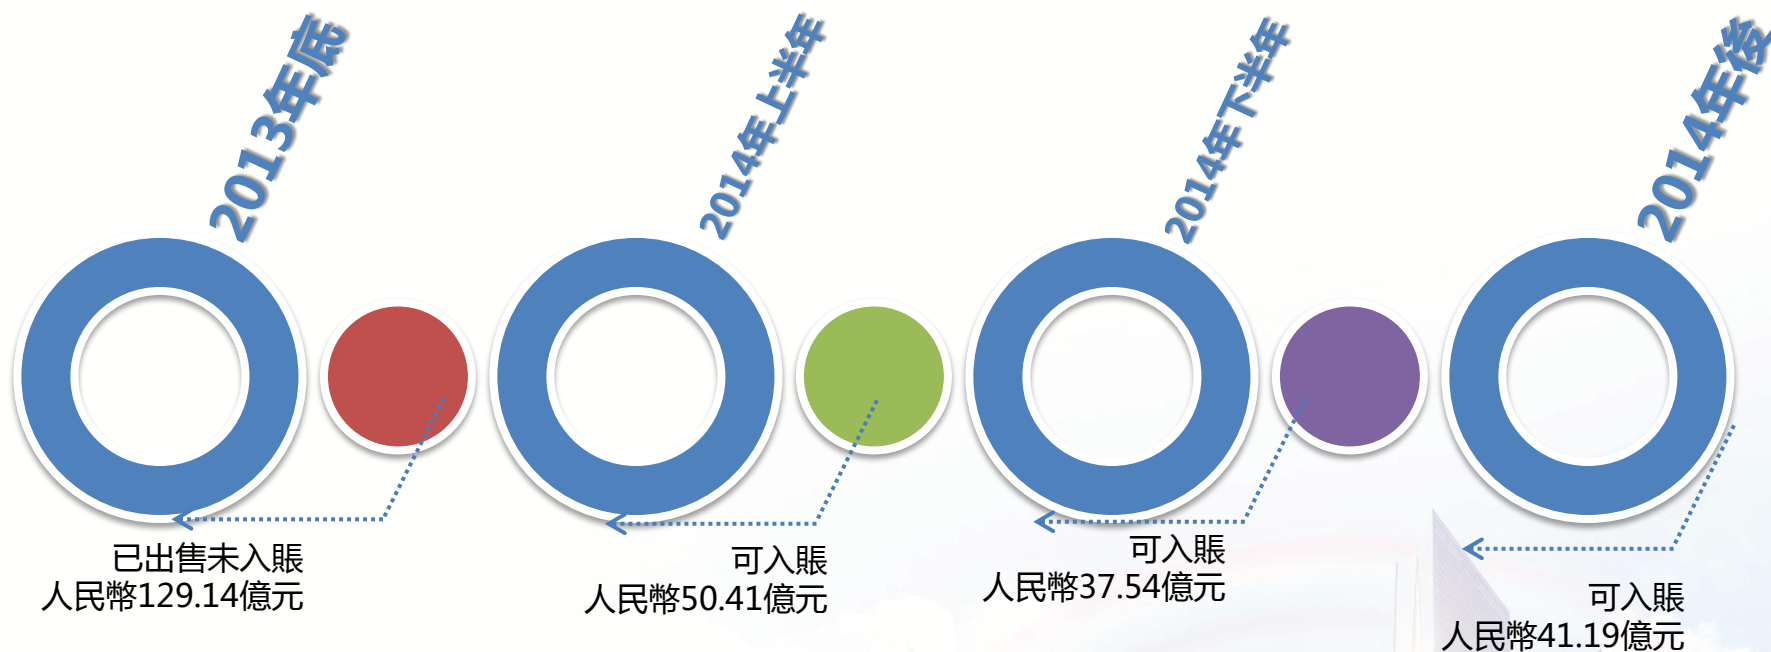 2013年底
2014年上半年
2014年下半年
2014年後
已出售未入賬
人民幣129.14億元
可入賬
人民幣50.41億元
可入賬
人民幣37.54億元
可入賬
人民幣41.19億元